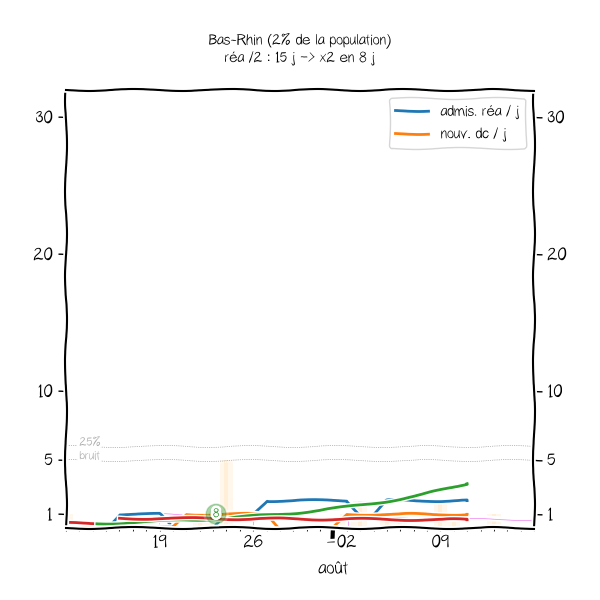 Bas-Rhin (2% de la population)
réa /2 : 15 j -> x2 en 8 j
admis. réa / j
nouv. dc / j
30
30
20
20
10
10
25%
bruit
5
5
8
1
1
19
26
02
09
août